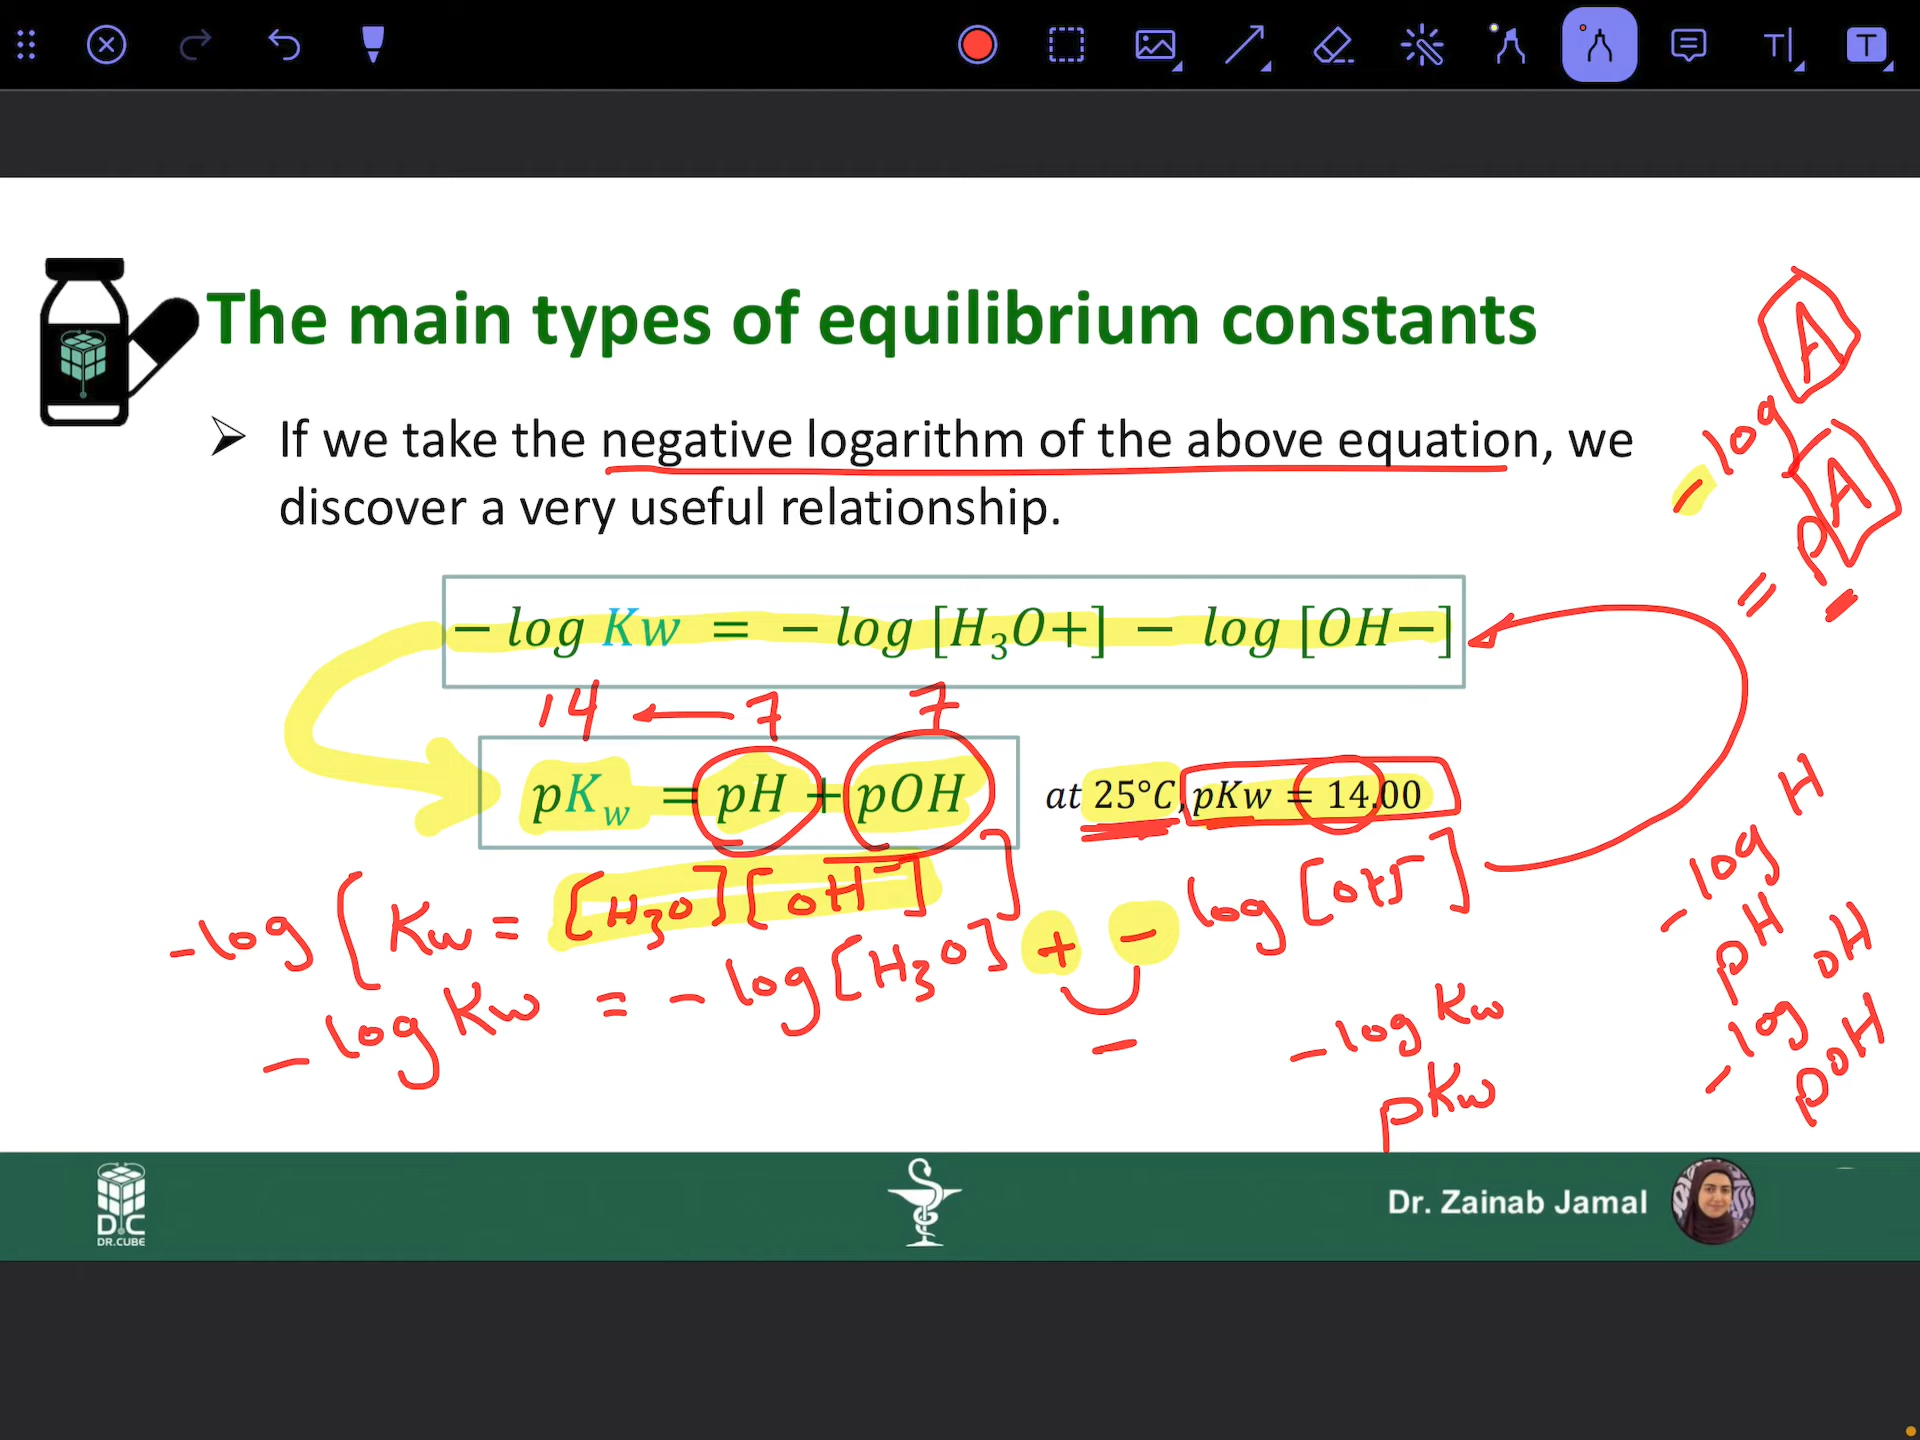 The main types of equilibrium constants
➢ If we take the negative logarithm of the above equation, we
discover a very useful relationship.
− log Kw = − log [H₃O+] − log [OH−]
14 ← 7 7
pK_w = pH + pOH at 25°C, pKw = 14.00
-log [ Kw = [H₃O][OH⁻] ]
-log Kw = -log [H₃O] + - log [OH⁻]
-
-log Kw
pKw
-log A
= pA
-log H
pH
-log OH
pOH
D.C
DR.CUBE
Dr. Zainab Jamal
T
T